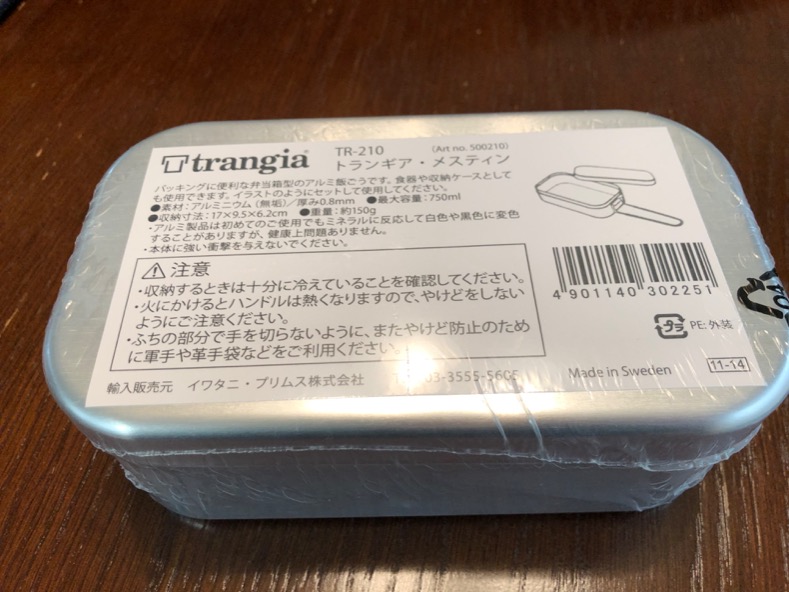 trangia
TR-210 (Art no. 500210)
トランギア・メスティン
パッキングに便利な弁当箱型のアルミ飯ごうです。食器や収納ケースとして
も使用できます。イラストのようにセットして使用してください。
●素材:アルミニウム(無垢)/厚み0.8mm ●最大容量:750ml
●収納寸法:17×9.5×6.2cm ●重量:約150g
・アルミ製品は初めてのご使用でもミネラルに反応して白色や黒色に変色
することがありますが、健康上問題ありません。
・本体に強い衝撃を与えないでください。
注意
・収納するときは十分に冷えていることを確認してください。
・火にかけるとハンドルは熱くなりますので、やけどをしない
ようにご注意ください。
・ふちの部分で手を切らないように、またやけど防止のため
に軍手や革手袋などをご利用ください。
4 901140 302251
プラ PE:外装
輸入販売元 イワタニ・プリムス株式会社 03-3555-5605 Made in Sweden 11-14